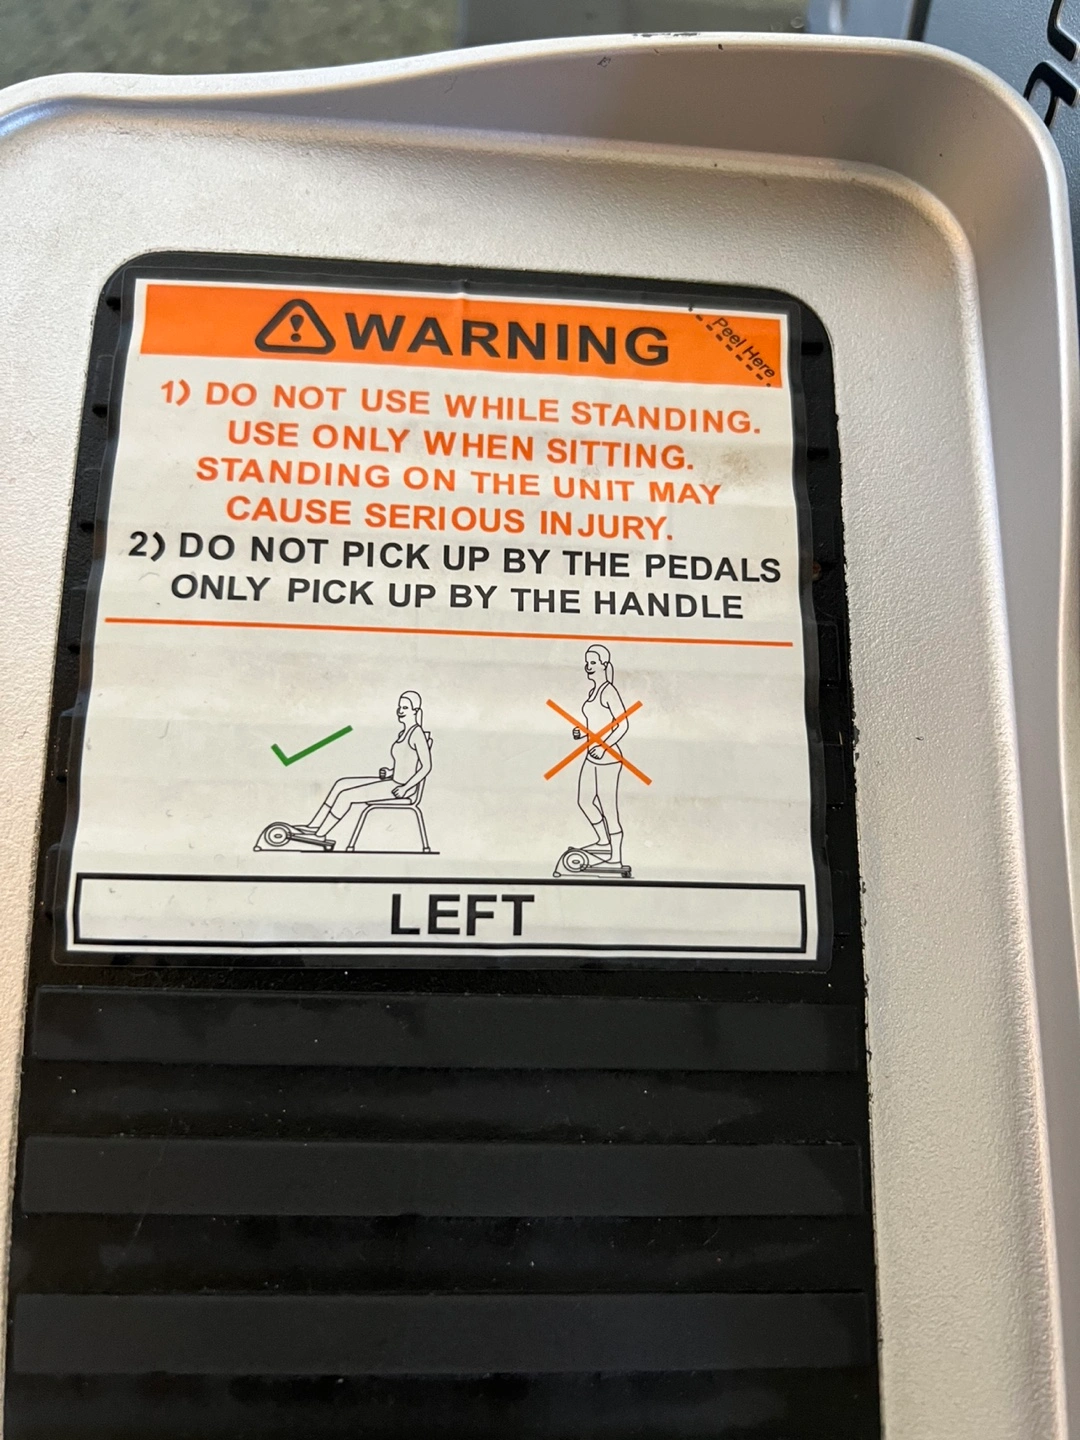 WARNING
Peel Here
1) DO NOT USE WHILE STANDING.
USE ONLY WHEN SITTING.
STANDING ON THE UNIT MAY
CAUSE SERIOUS INJURY.
2) DO NOT PICK UP BY THE PEDALS
ONLY PICK UP BY THE HANDLE
LEFT